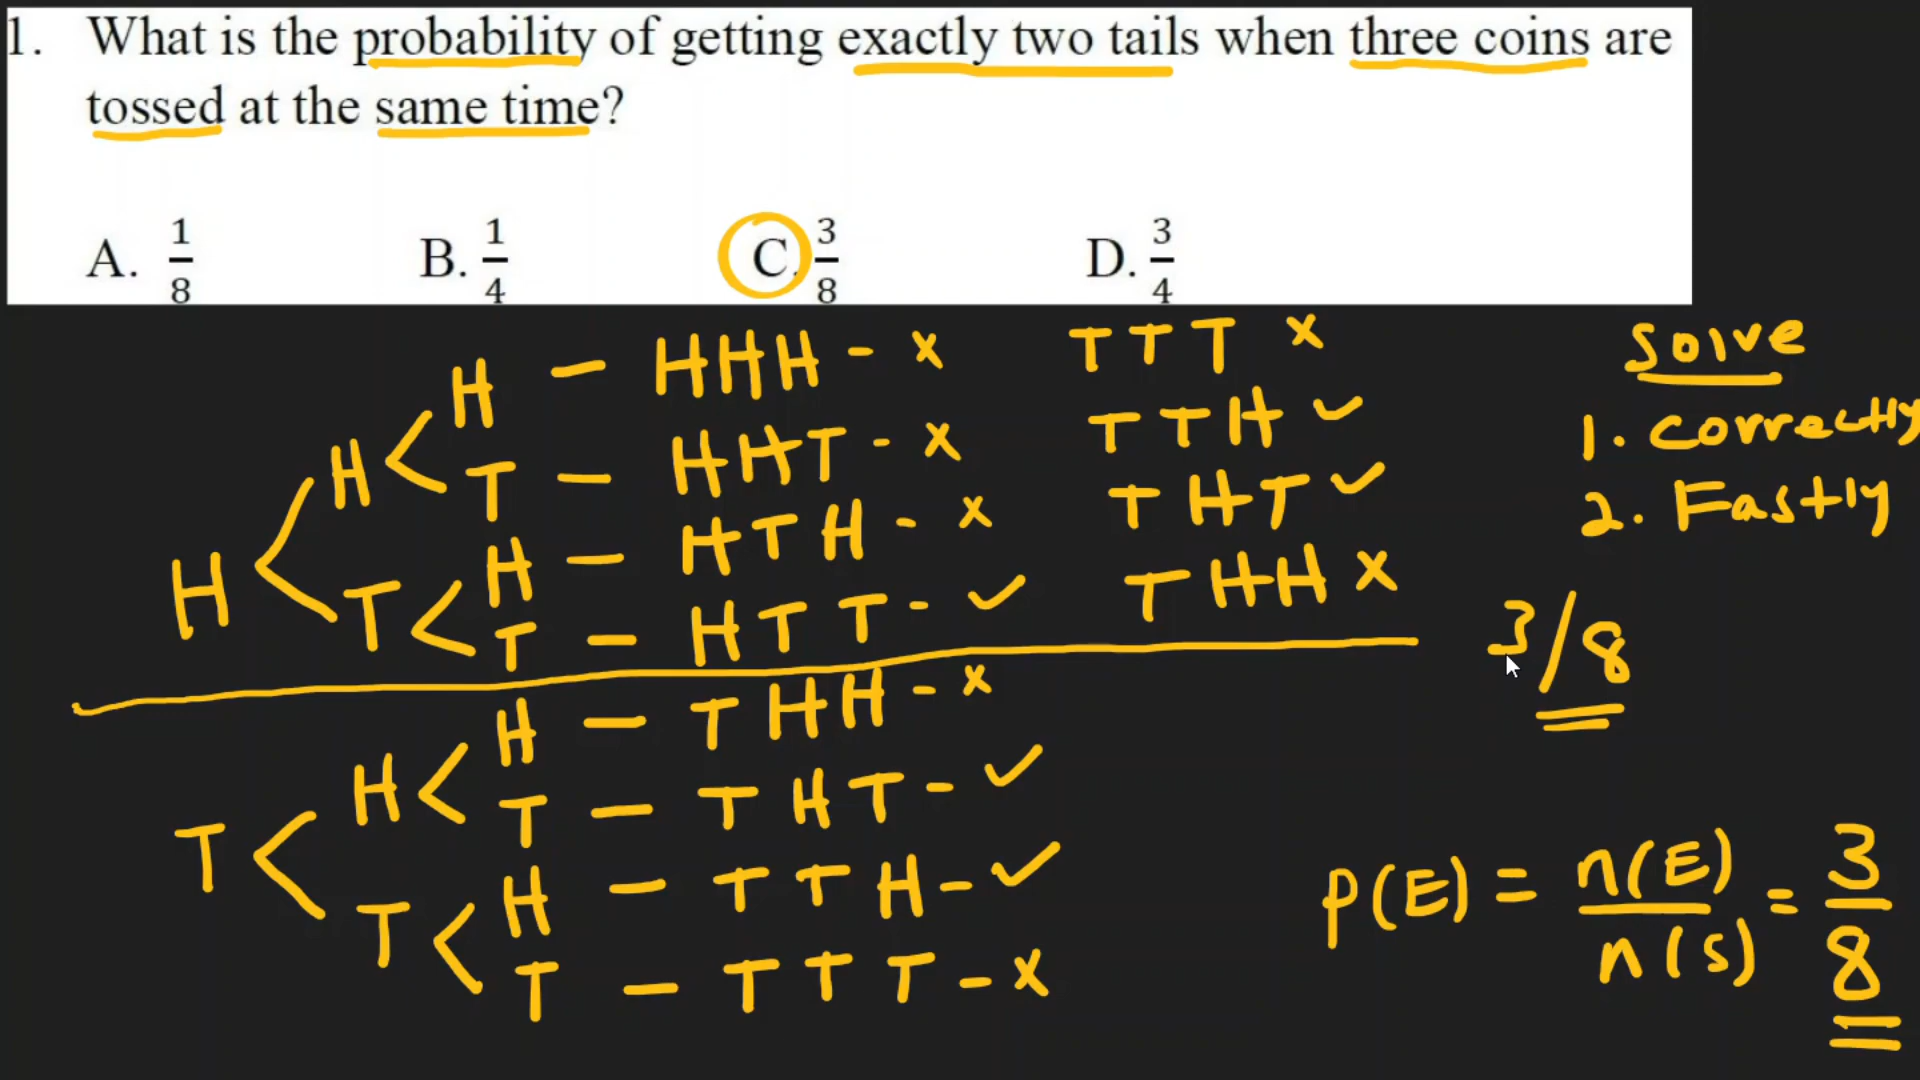 1. What is the probability of getting exactly two tails when three coins are
tossed at the same time?
A. 1/8 B. 1/4 C. 3/8 D. 3/4
H
H
H - HHH - x
T - HHT - x
T
H - HTH - x
T - HTT - ✓
T
H
H - THH - x
T - THT - ✓
T
H - TTH - ✓
T - TTT - x
TTT x
TTH ✓
THT ✓
THH x
Solve
1. Correctly
2. Fastly
3/8
P(E) = n(E)/n(S) = 3/8